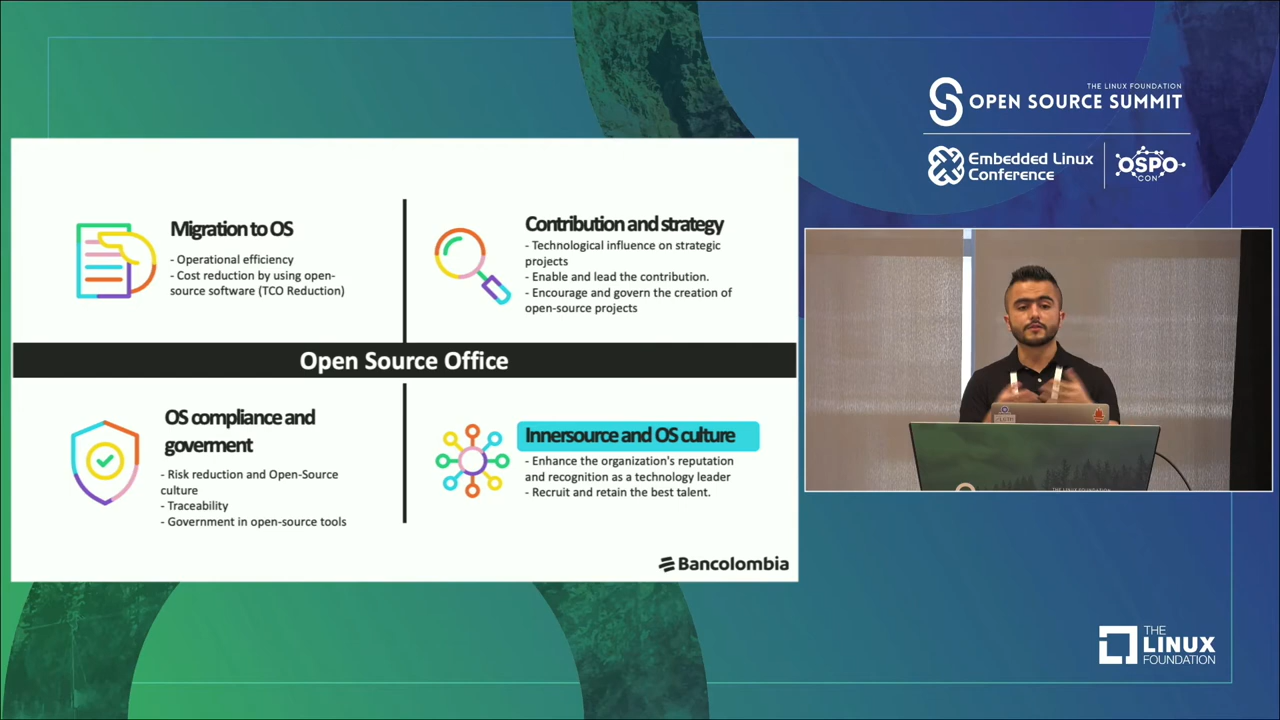 THE LINUX FOUNDATION
OPEN SOURCE SUMMIT
Embedded Linux
Conference
OSPO
CON
Migration to OS
- Operational efficiency
- Cost reduction by using open-
source software (TCO Reduction)
Contribution and strategy
- Technological influence on strategic
projects
- Enable and lead the contribution.
- Encourage and govern the creation of
open-source projects
Open Source Office
OS compliance and
goverment
- Risk reduction and Open-Source
culture
- Traceability
- Government in open-source tools
Innersource and OS culture
- Enhance the organization's reputation
and recognition as a technology leader
- Recruit and retain the best talent.
Bancolombia
THE LINUX FOUNDATION
THE
LINUX
FOUNDATION